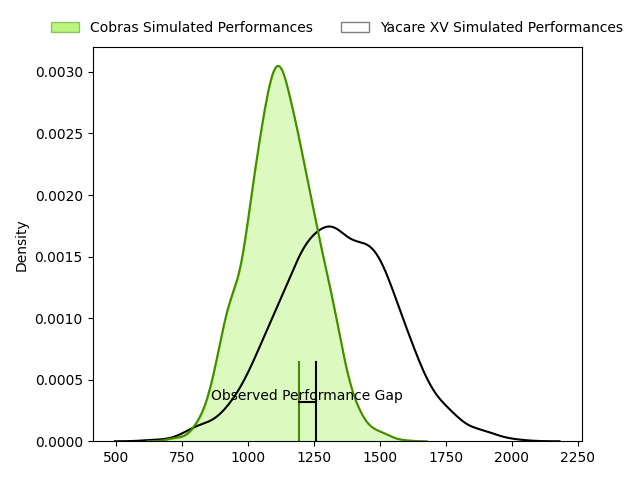 Cobras Simulated Performances
Yacare XV Simulated Performances
0.0030
0.0025
0.0020
0.0015
0.0010
0.0005
0.0000
Density
Observed Performance Gap
500 750 1000 1250 1500 1750 2000 2250